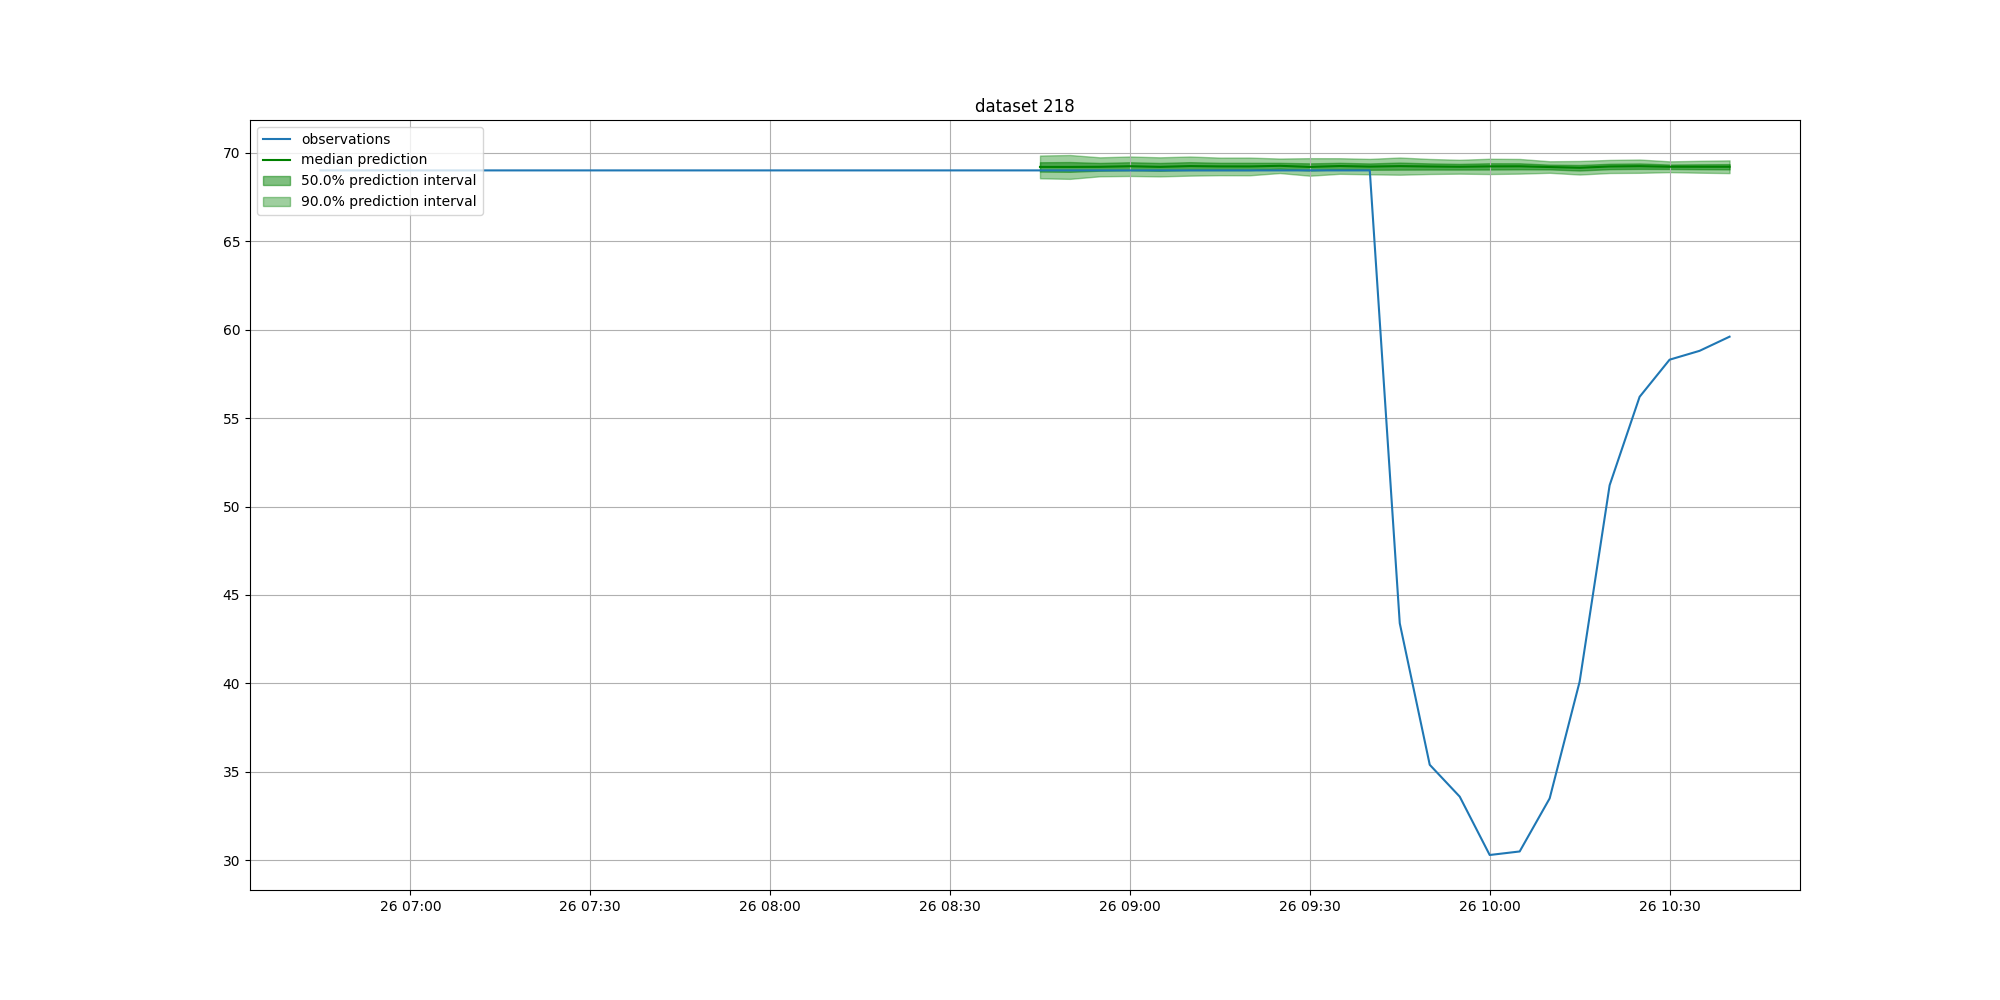 dataset 218
observations
median prediction
50.0% prediction interval
90.0% prediction interval
70
65
60
55
50
45
40
35
30
26 07:00 26 07:30 26 08:00 26 08:30 26 09:00 26 09:30 26 10:00 26 10:30